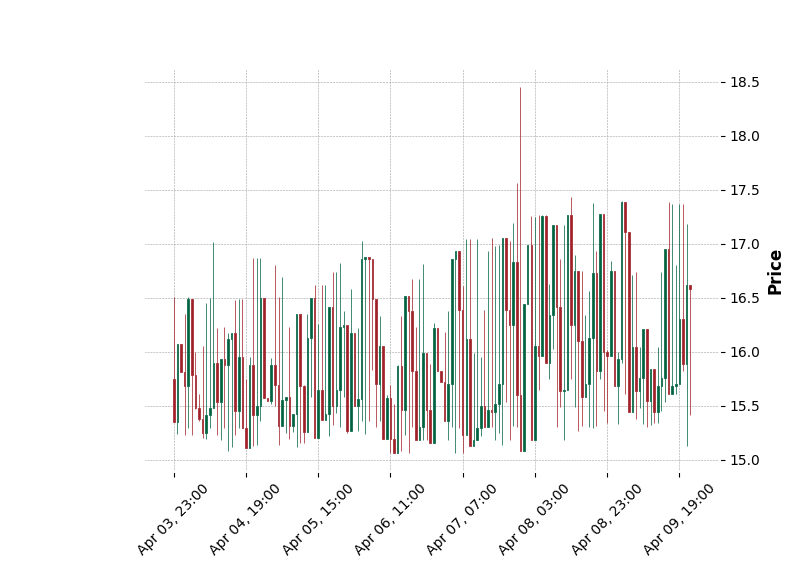 18.5
18.0
17.5
17.0
16.5
16.0
15.5
15.0
Price
Apr 03, 23:00
Apr 04, 19:00
Apr 05, 15:00
Apr 06, 11:00
Apr 07, 07:00
Apr 08, 03:00
Apr 08, 23:00
Apr 09, 19:00